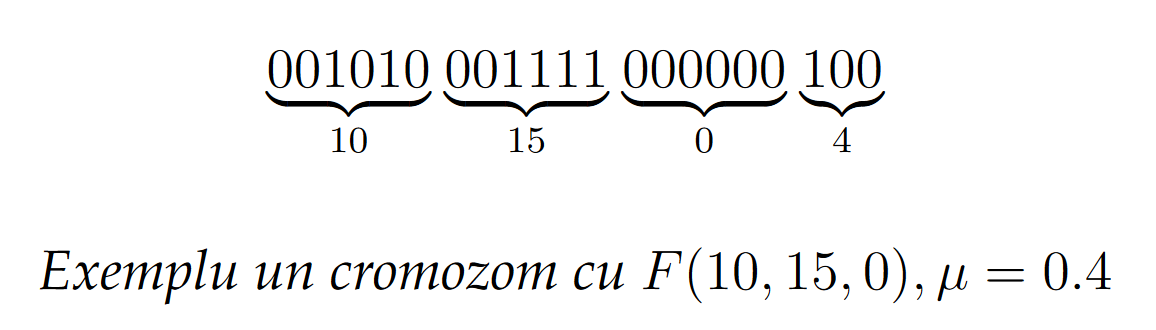 001010 001111 000000 100
10 15 0 4
Exemplu un cromozom cu F(10, 15, 0), μ = 0.4